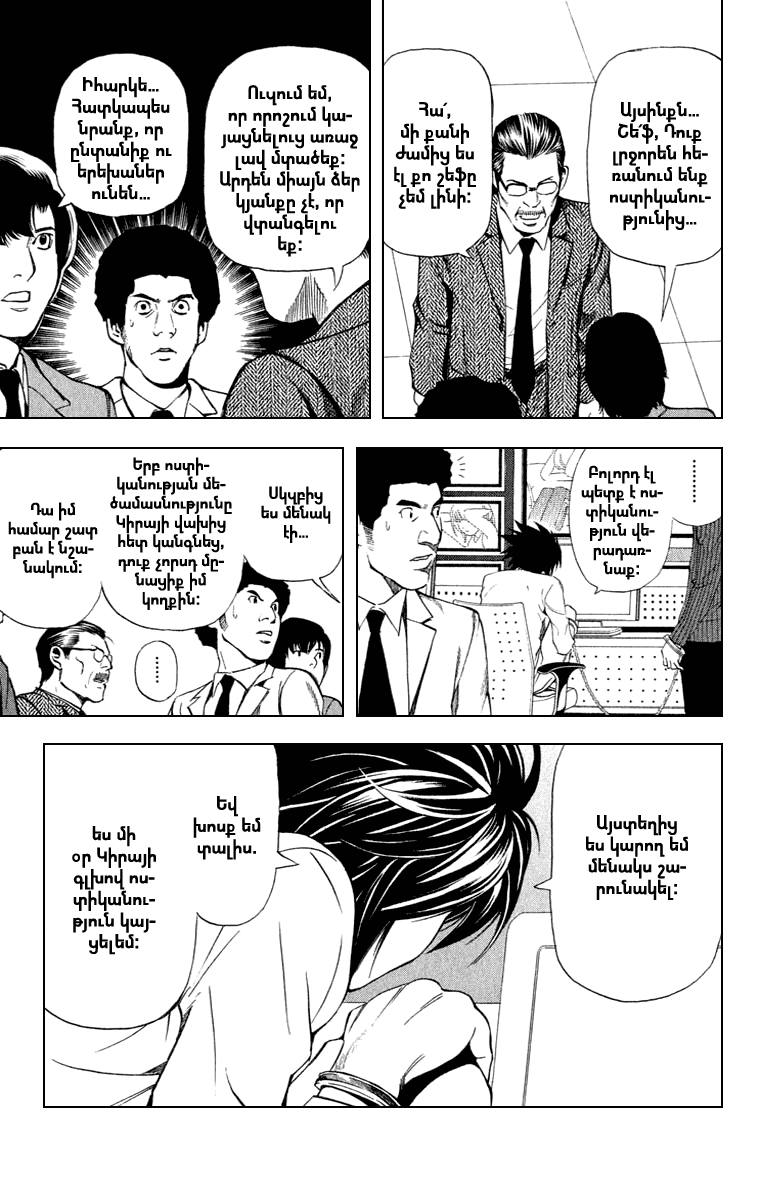 Այսինքն...
Շե՛ֆ, Դուք
լրջորեն հե-
ռանում ենք
ոստիկանու-
թյունից...
Հա՛,
մի քանի
ժամից ես
էլ քո շեֆը
չեմ լինի:
Ուզում եմ,
որ որոշում կա-
յացնելուց առաջ
լավ մտածեք:
Արդեն միայն ձեր
կյանքը չէ, որ
վտանգելու
եք:
Իհարկե...
Հատկապես
նրանք, որ
ընտանիք ու
երեխաներ
ունեն...
........
Բոլորդ էլ
պետք է ոս-
տիկանու-
թյուն վե-
րադառ-
նաք:
Սկզբից
ես մենակ
էի...
Երբ ոստի-
կանության մե-
ծամասնությունը
Կիրայի վախից
հետ կանգնեց,
դուք չորսդ մը-
նացիք իմ
կողքին:
.....
Դա իմ
համար շատ
բան է նշա-
նակում:
Այստեղից
ես կարող եմ
մենակս շա-
րունակել:
Եվ
խոսք եմ
տալիս.
ես մի
օր Կիրայի
գլխով ոս-
տիկանու-
թյուն կայ-
ցելեմ: